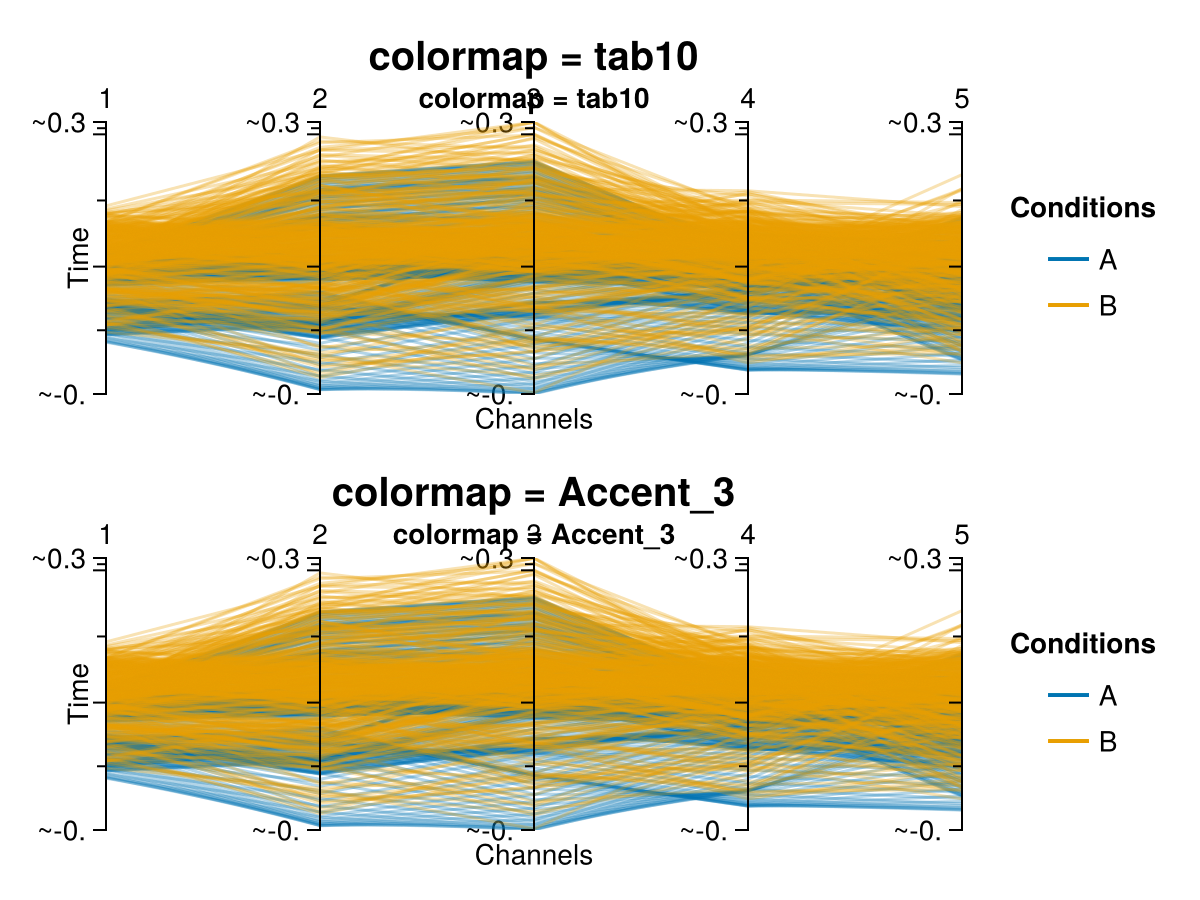 colormap = tab10
colormap = tab10
1 2 3 4 5
~0.3 ~0.3 ~0.3 ~0.3 ~0.3
Time
Conditions
A
B
~-0. ~-0. ~-0. ~-0. ~-0.
Channels
colormap = Accent_3
colormap = Accent_3
1 2 3 4 5
~0.3 ~0.3 ~0.3 ~0.3 ~0.3
Time
Conditions
A
B
~-0. ~-0. ~-0. ~-0. ~-0.
Channels